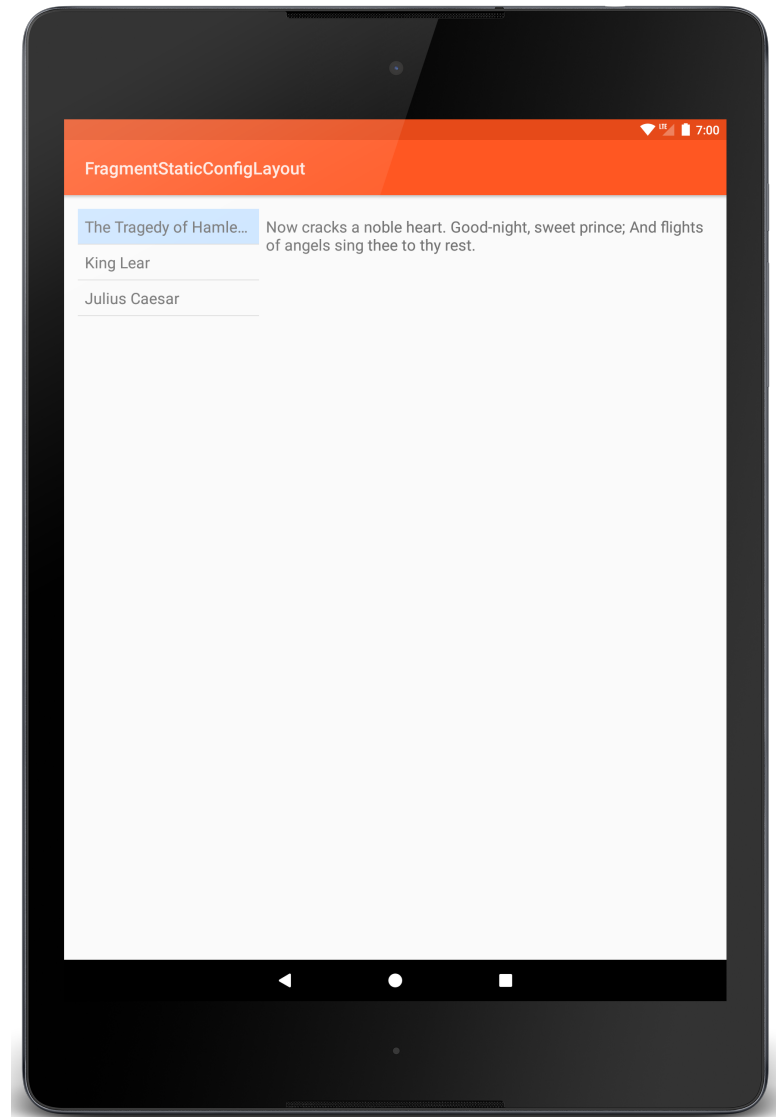 LTE 7:00
FragmentStaticConfigLayout
The Tragedy of Hamle...
King Lear
Julius Caesar
Now cracks a noble heart. Good-night, sweet prince; And flights
of angels sing thee to thy rest.